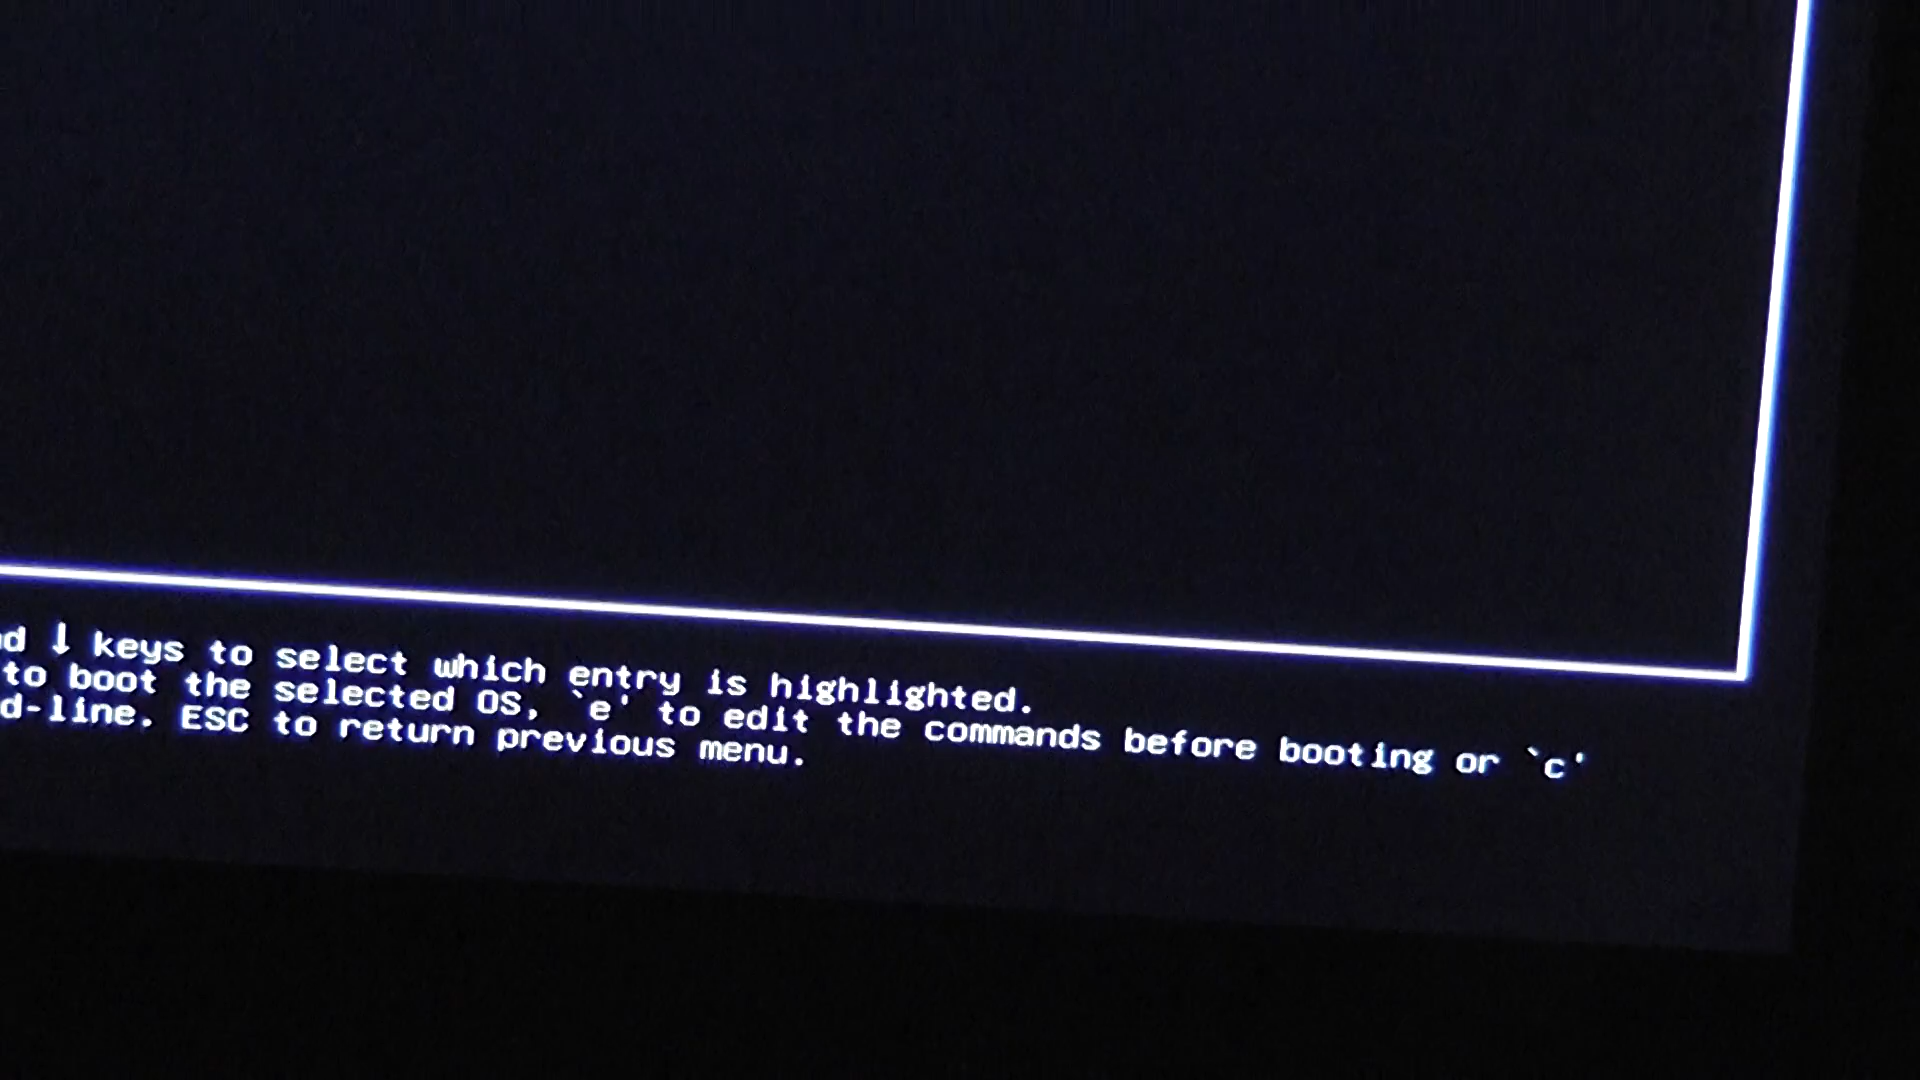 d ↓ keys to select which entry is highlighted.
to boot the selected OS, `e' to edit the commands before booting or `c'
d-line. ESC to return previous menu.